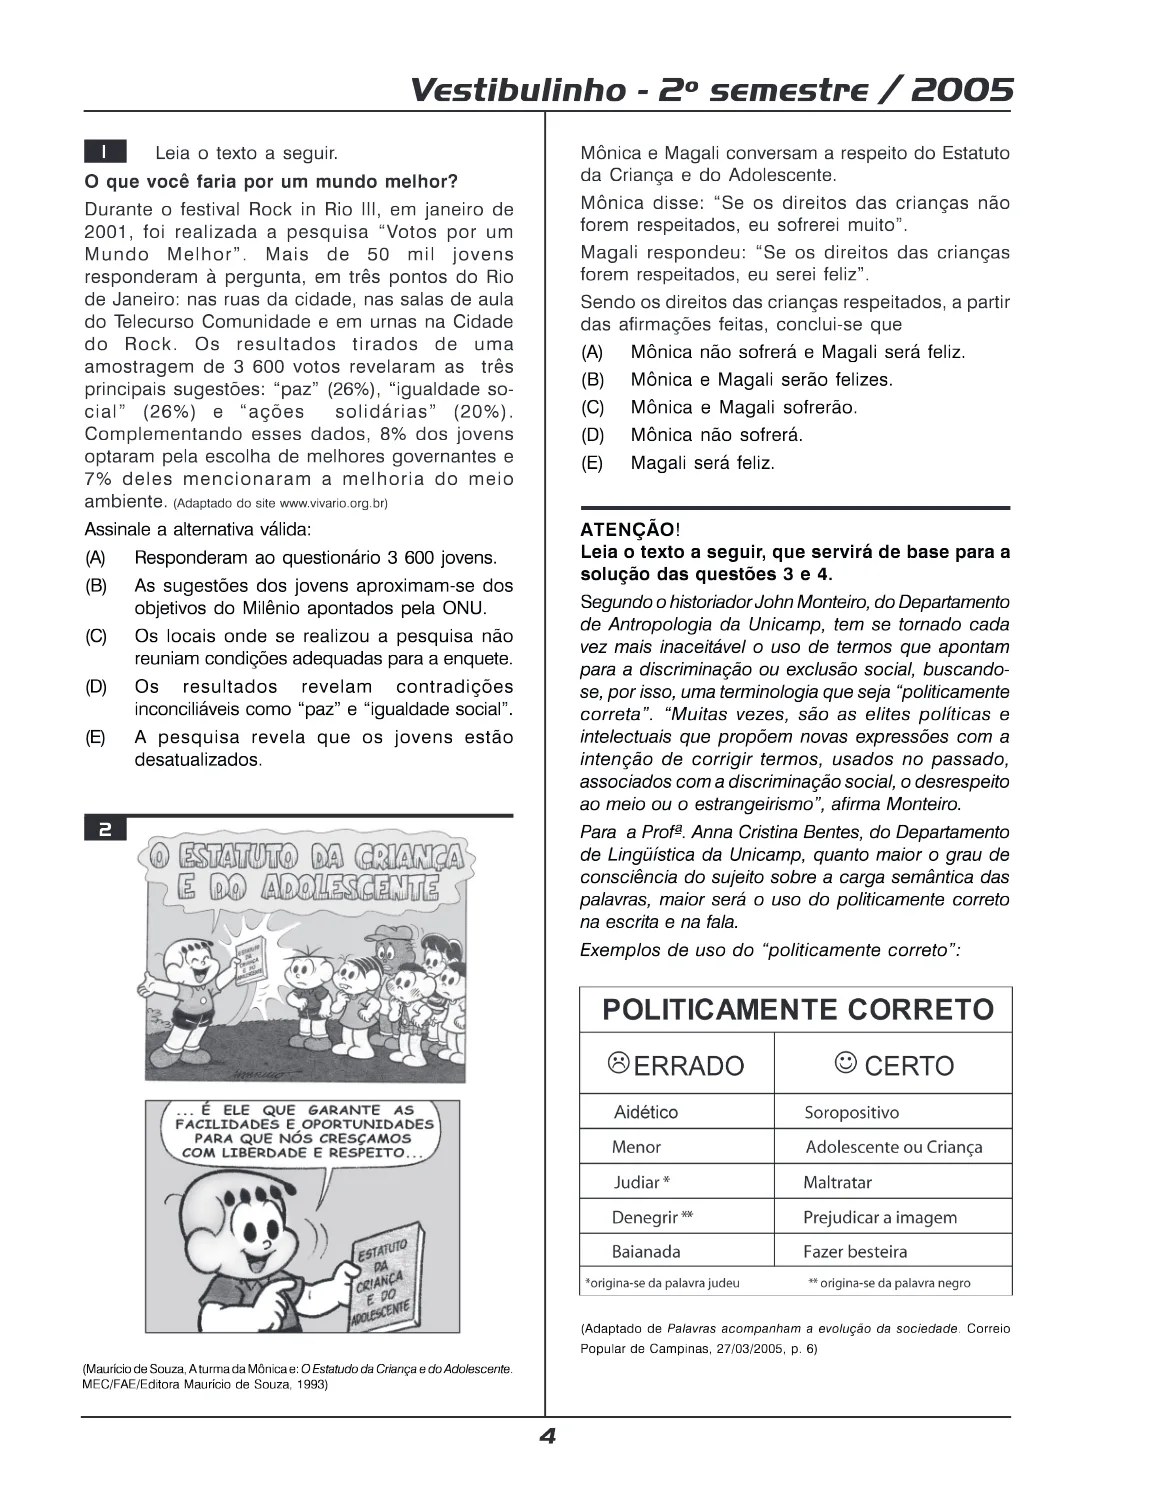 Vestibulinho - 2º semestre / 2005
1 Leia o texto a seguir.
O que você faria por um mundo melhor?
Durante o festival Rock in Rio III, em janeiro de
2001, foi realizada a pesquisa “Votos por um
Mundo Melhor”. Mais de 50 mil jovens
responderam à pergunta, em três pontos do Rio
de Janeiro: nas ruas da cidade, nas salas de aula
do Telecurso Comunidade e em urnas na Cidade
do Rock. Os resultados tirados de uma
amostragem de 3 600 votos revelaram as três
principais sugestões: “paz” (26%), “igualdade so-
cial” (26%) e “ações solidárias” (20%).
Complementando esses dados, 8% dos jovens
optaram pela escolha de melhores governantes e
7% deles mencionaram a melhoria do meio
ambiente. (Adaptado do site www.vivario.org.br)
Assinale a alternativa válida:
(A) Responderam ao questionário 3 600 jovens.
(B) As sugestões dos jovens aproximam-se dos
objetivos do Milênio apontados pela ONU.
(C) Os locais onde se realizou a pesquisa não
reuniam condições adequadas para a enquete.
(D) Os resultados revelam contradições
inconciliáveis como “paz” e “igualdade social”.
(E) A pesquisa revela que os jovens estão
desatualizados.
2
O ESTATUTO DA CRIANÇA
E DO ADOLESCENTE
ESTATUTO
DA
CRIANÇA
E DO
ADOLESCENTE
MAURICIO
... É ELE QUE GARANTE AS
FACILIDADES E OPORTUNIDADES
PARA QUE NÓS CRESÇAMOS
COM LIBERDADE E RESPEITO...
ESTATUTO
DA
CRIANÇA
E DO
ADOLESCENTE
(Maurício de Souza, A turma da Mônica e: O Estatudo da Criança e do Adolescente.
MEC/FAE/Editora Maurício de Souza, 1993)
Mônica e Magali conversam a respeito do Estatuto
da Criança e do Adolescente.
Mônica disse: “Se os direitos das crianças não
forem respeitados, eu sofrerei muito”.
Magali respondeu: “Se os direitos das crianças
forem respeitados, eu serei feliz”.
Sendo os direitos das crianças respeitados, a partir
das afirmações feitas, conclui-se que
(A) Mônica não sofrerá e Magali será feliz.
(B) Mônica e Magali serão felizes.
(C) Mônica e Magali sofrerão.
(D) Mônica não sofrerá.
(E) Magali será feliz.
ATENÇÃO!
Leia o texto a seguir, que servirá de base para a
solução das questões 3 e 4.
Segundo o historiador John Monteiro, do Departamento
de Antropologia da Unicamp, tem se tornado cada
vez mais inaceitável o uso de termos que apontam
para a discriminação ou exclusão social, buscando-
se, por isso, uma terminologia que seja “politicamente
correta”. “Muitas vezes, são as elites políticas e
intelectuais que propõem novas expressões com a
intenção de corrigir termos, usados no passado,
associados com a discriminação social, o desrespeito
ao meio ou o estrangeirismo”, afirma Monteiro.
Para a Profª. Anna Cristina Bentes, do Departamento
de Lingüística da Unicamp, quanto maior o grau de
consciência do sujeito sobre a carga semântica das
palavras, maior será o uso do politicamente correto
na escrita e na fala.
Exemplos de uso do “politicamente correto”:
POLITICAMENTE CORRETO
ERRADO CERTO
Aidético Soropositivo
Menor Adolescente ou Criança
Judiar * Maltratar
Denegrir ** Prejudicar a imagem
Baianada Fazer besteira
*origina-se da palavra judeu ** origina-se da palavra negro
(Adaptado de Palavras acompanham a evolução da sociedade. Correio
Popular de Campinas, 27/03/2005, p. 6)
4